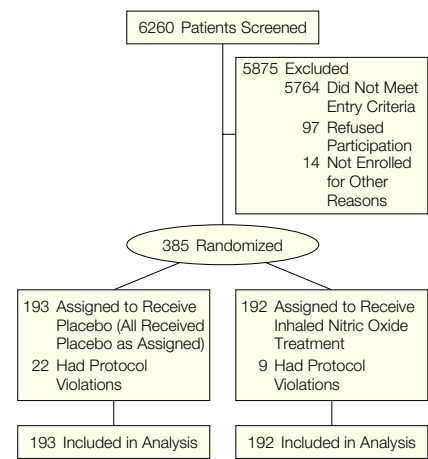 6260 Patients Screened
5875 Excluded
5764 Did Not Meet
Entry Criteria
97 Refused
Participation
14 Not Enrolled
for Other
Reasons
385 Randomized
193 Assigned to Receive
Placebo (All Received
Placebo as Assigned)
22 Had Protocol
Violations
192 Assigned to Receive
Inhaled Nitric Oxide
Treatment
9 Had Protocol
Violations
193 Included in Analysis
192 Included in Analysis